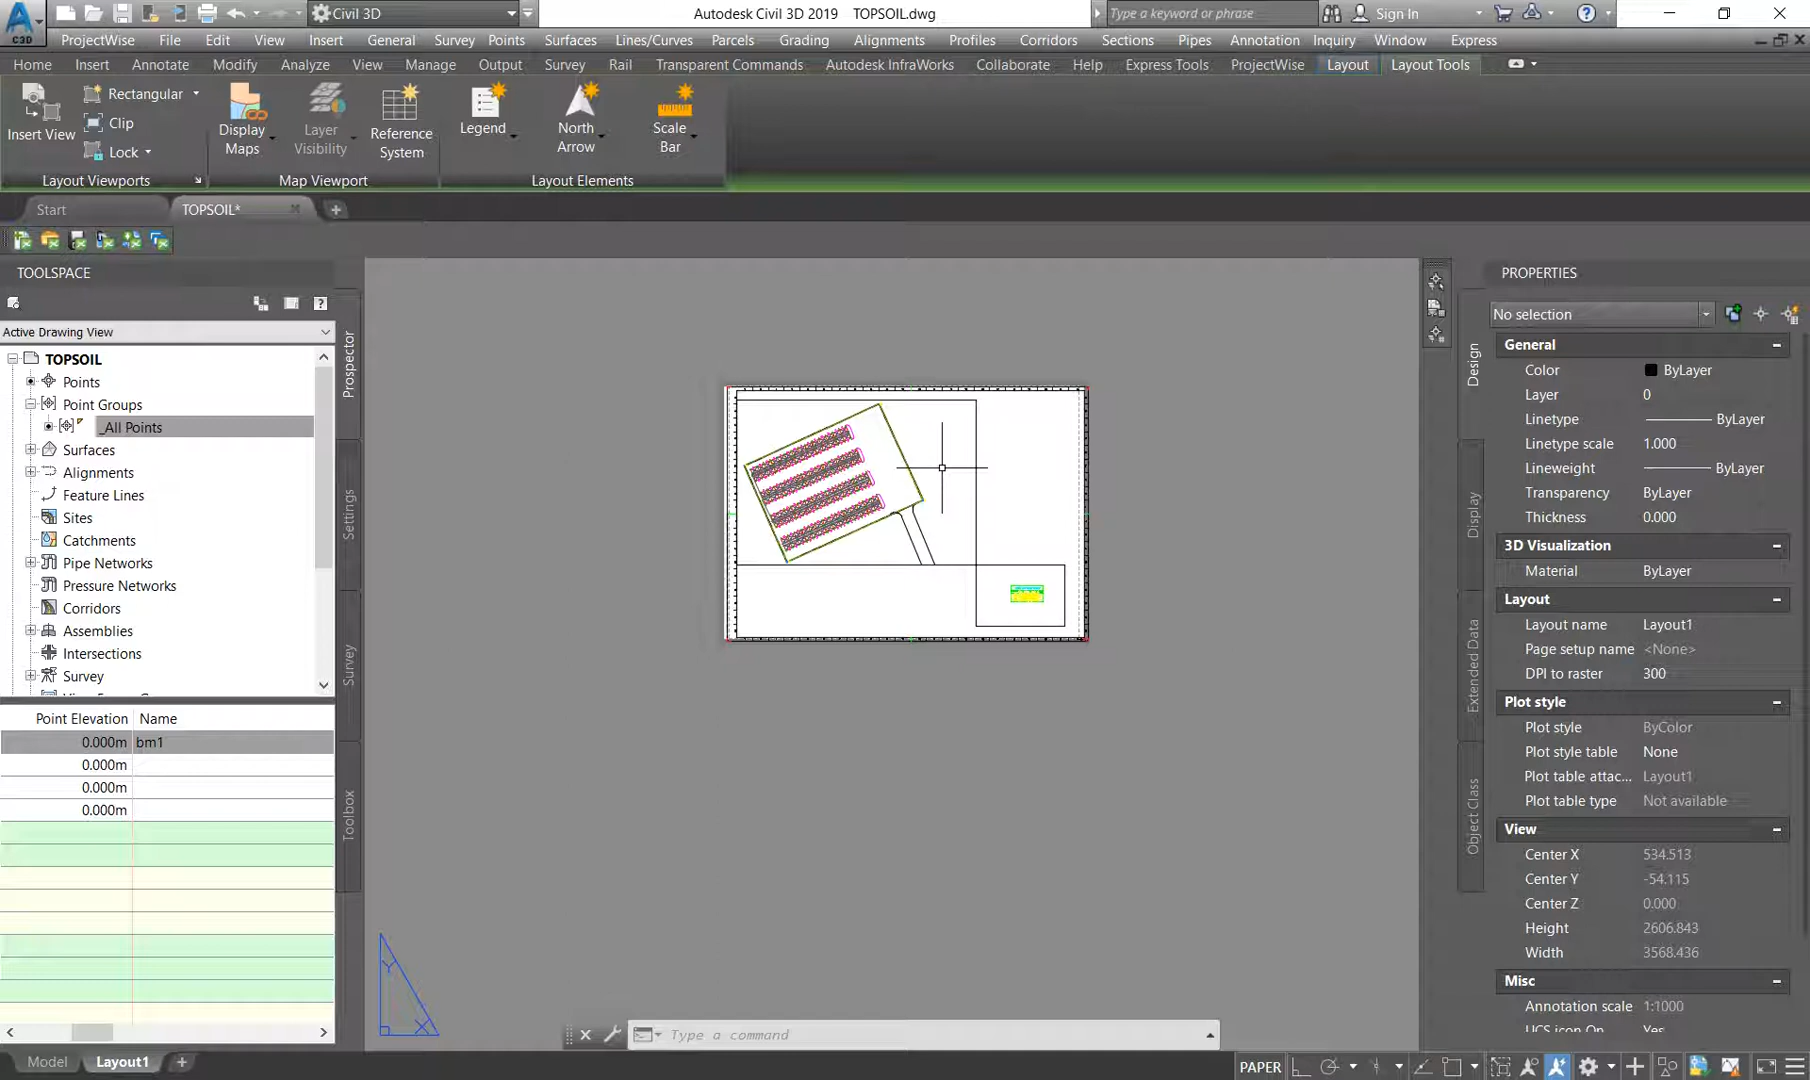 Civil 3D
Autodesk Civil 3D 2019 TOPSOIL.dwg
Type a keyword or phrase
Sign In
C3D
ProjectWise File Edit View Insert General Survey Points Surfaces Lines/Curves Parcels Grading Alignments Profiles Corridors Sections Pipes Annotation Inquiry Window Express
Home Insert Annotate Modify Analyze View Manage Output Survey Rail Transparent Commands Autodesk InfraWorks Collaborate Help Express Tools ProjectWise Layout Layout Tools
Insert View
Rectangular
Clip
Lock
Display Maps
Layer Visibility
Reference System
Legend
North Arrow
Scale Bar
Layout Viewports
Map Viewport
Layout Elements
Start
TOPSOIL*
TOOLSPACE
Active Drawing View
TOPSOIL
Points
Point Groups
_All Points
Surfaces
Alignments
Feature Lines
Sites
Catchments
Pipe Networks
Pressure Networks
Corridors
Assemblies
Intersections
Survey
Prospector
Settings
Survey
Toolbox
Point Elevation Name
0.000m bm1
0.000m
0.000m
0.000m
Y
X
Type a command
Model
Layout1
PAPER
PROPERTIES
No selection
Design
Display
Extended Data
Object Class
General
Color ByLayer
Layer 0
Linetype ByLayer
Linetype scale 1.000
Lineweight ByLayer
Transparency ByLayer
Thickness 0.000
3D Visualization
Material ByLayer
Layout
Layout name Layout1
Page setup name <None>
DPI to raster 300
Plot style
Plot style ByColor
Plot style table None
Plot table attac... Layout1
Plot table type Not available
View
Center X 534.513
Center Y -54.115
Center Z 0.000
Height 2606.843
Width 3568.436
Misc
Annotation scale 1:1000
UCS icon On Yes